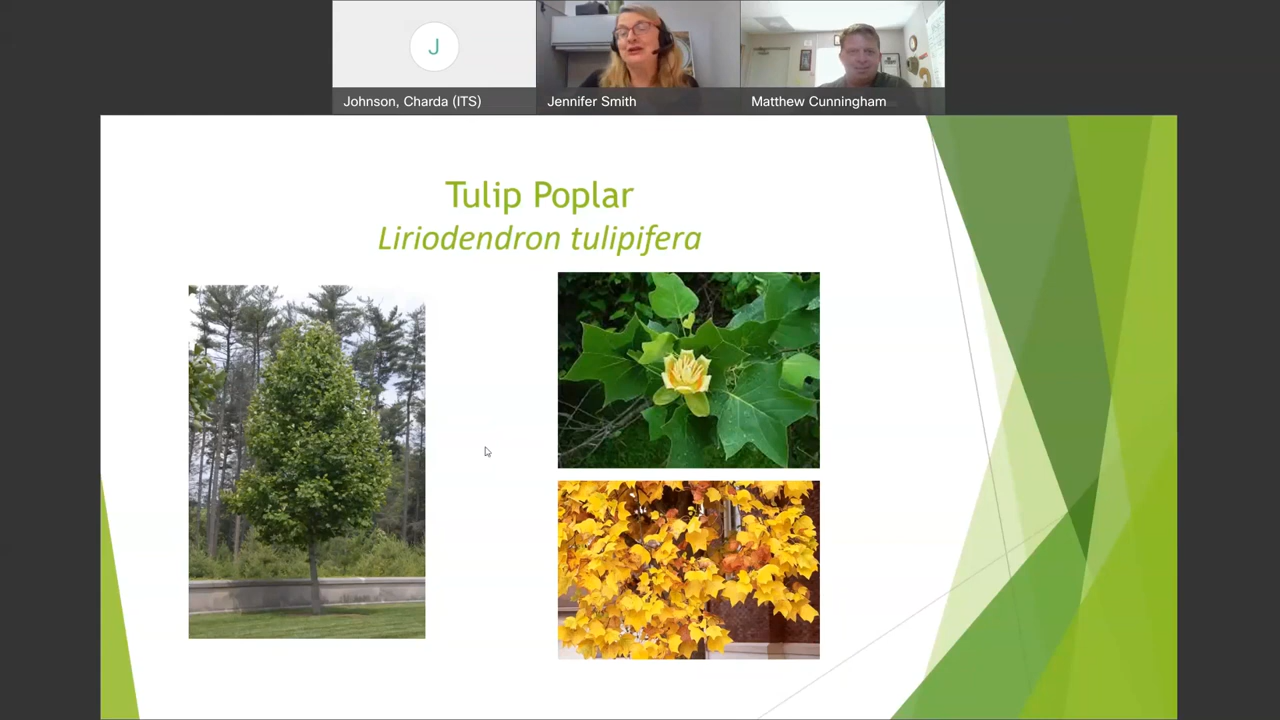 J
Johnson, Charda (ITS)
Jennifer Smith
Matthew Cunningham
Tulip Poplar
Liriodendron tulipifera